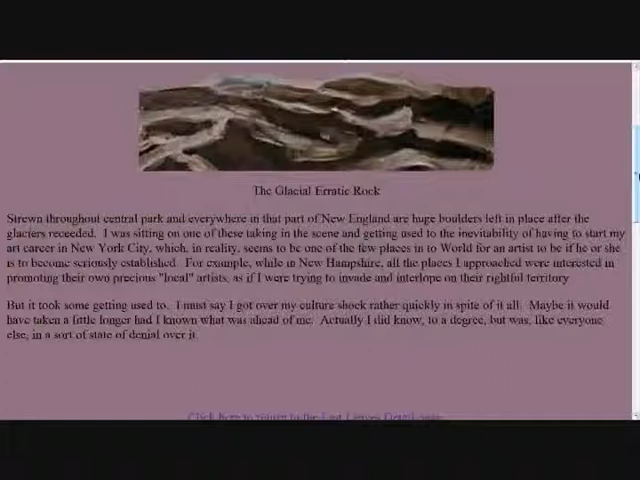 The Glacial Erratic Rock
Strewn throughout central park and everywhere in that part of New England are huge boulders left in place after the
glaciers receeded. I was sitting on one of these taking in the scene and getting used to the inevitability of having to start my
art career in New York City, which, in reality, seems to be one of the few places in to World for an artist to be if he or she
is to become seriously established. For example, while in New Hampshire, all the places I approached were interested in
promoting their own precious "local" artists, as if I were trying to invade and interlope on their rightful territory
But it took some getting used to. I must say I got over my culture shock rather quickly in spite of it all. Maybe it would
have taken a little longer had I known what was ahead of me. Actually I did know, to a degree, but was, like everyone
else, in a sort of state of denial over it.
Click here to return to the